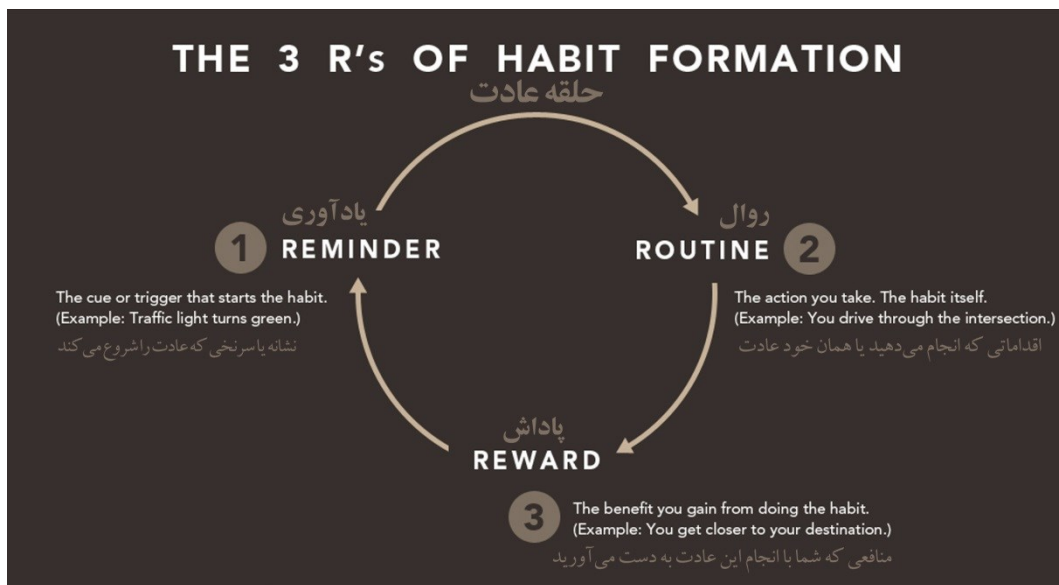 THE 3 R's OF HABIT FORMATION
حلقه عادت
یادآوری
1 REMINDER
The cue or trigger that starts the habit.
(Example: Traffic light turns green.)
نشانه یا سرنخی که عادت را شروع می‌کند
روال
ROUTINE 2
The action you take. The habit itself.
(Example: You drive through the intersection.)
اقداماتی که انجام می‌دهید یا همان خود عادت
پاداش
REWARD
3
The benefit you gain from doing the habit.
(Example: You get closer to your destination.)
منافعی که شما با انجام این عادت به دست می‌آورید